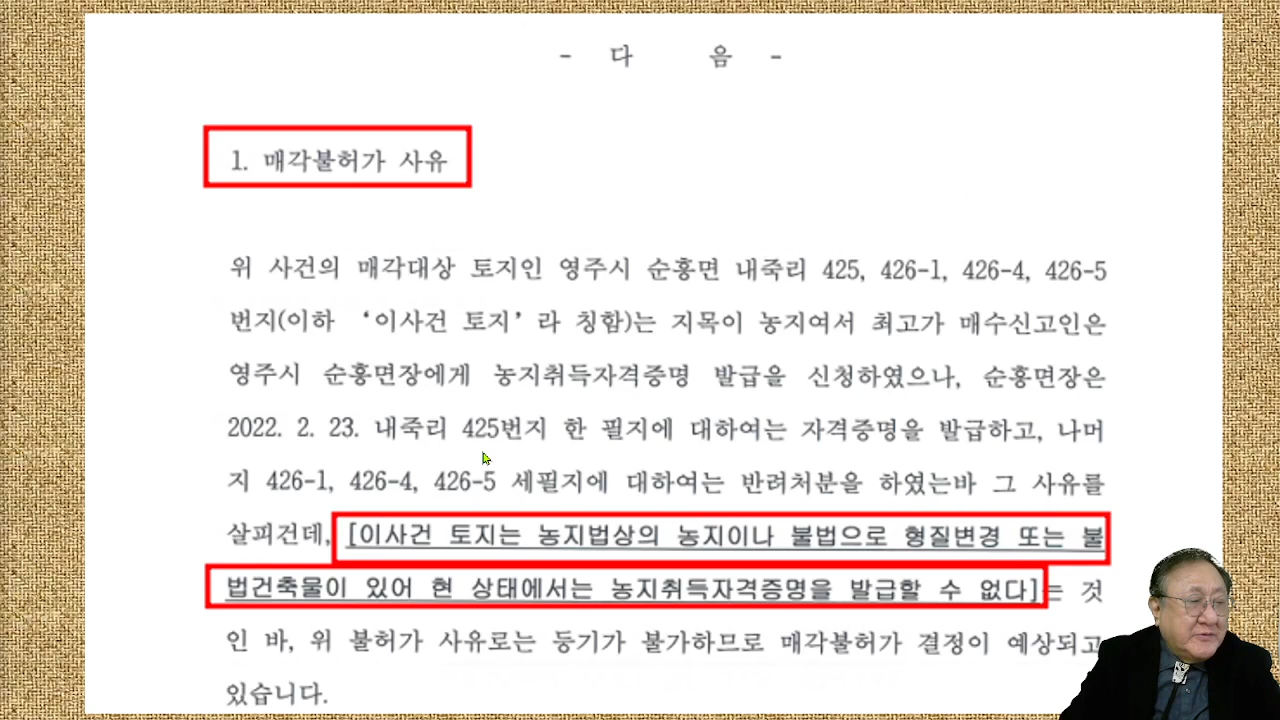 - 다 음 -
1. 매각불허가 사유
위 사건의 매각대상 토지인 영주시 순흥면 내죽리 425, 426-1, 426-4, 426-5
번지(이하 ‘이사건 토지’라 칭함)는 지목이 농지여서 최고가 매수신고인은
영주시 순흥면장에게 농지취득자격증명 발급을 신청하였으나, 순흥면장은
2022. 2. 23. 내죽리 425번지 한 필지에 대하여는 자격증명을 발급하고, 나머
지 426-1, 426-4, 426-5 세필지에 대하여는 반려처분을 하였는바 그 사유를
살피건데, [이사건 토지는 농지법상의 농지이나 불법으로 형질변경 또는 불
법건축물이 있어 현 상태에서는 농지취득자격증명을 발급할 수 없다]는 것
인 바, 위 불허가 사유로는 등기가 불가하므로 매각불허가 결정이 예상되고
있습니다.